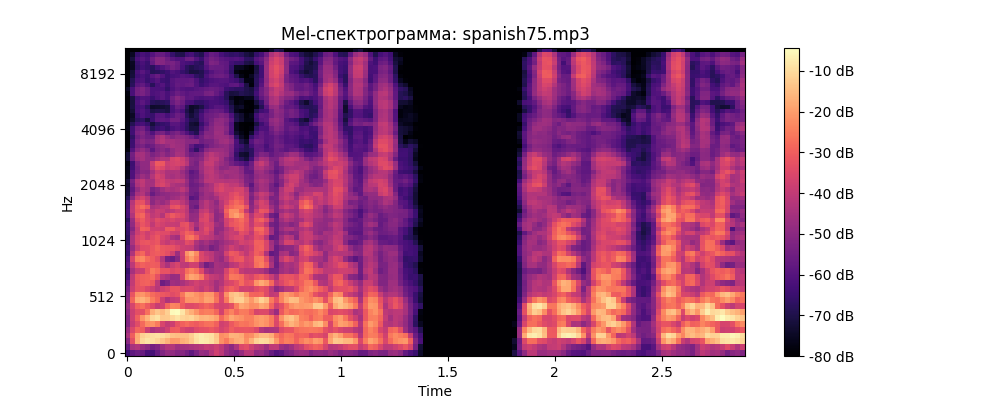 Mel-спектрограмма: spanish75.mp3
8192
4096
2048
1024
512
0
Hz
0 0.5 1 1.5 2 2.5
Time
-10 dB
-20 dB
-30 dB
-40 dB
-50 dB
-60 dB
-70 dB
-80 dB